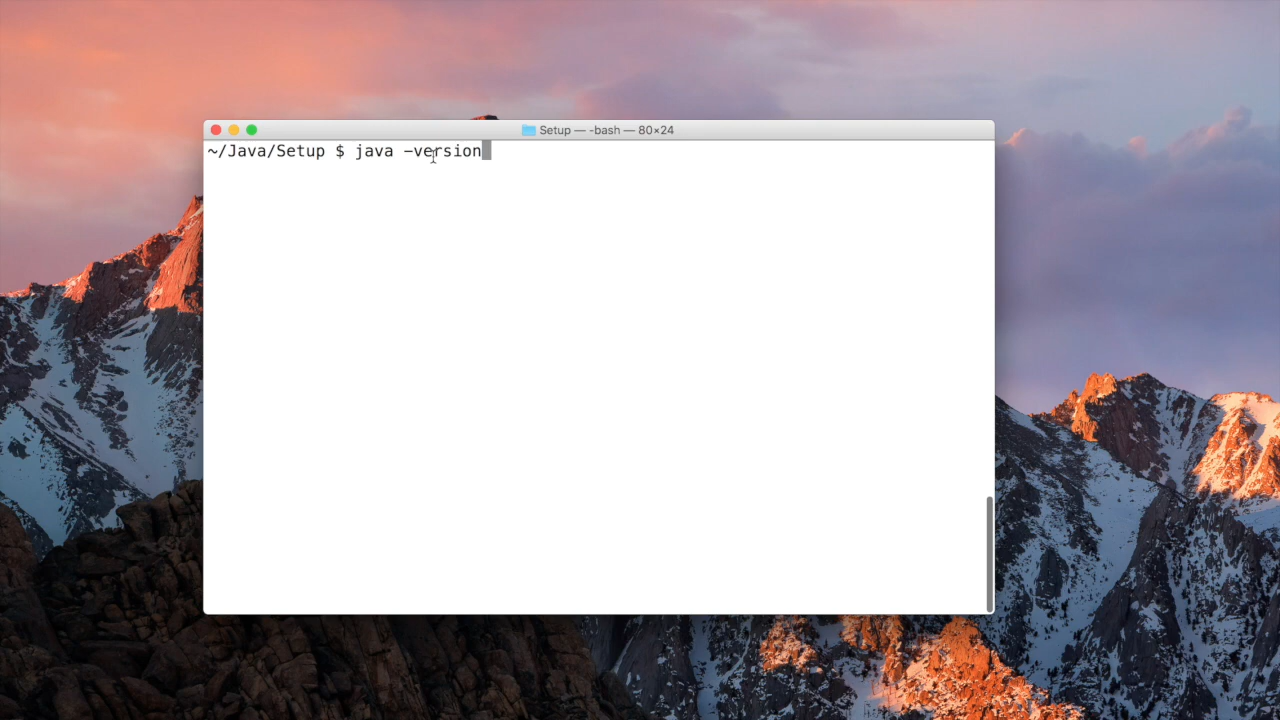 Setup — -bash — 80×24
~/Java/Setup $ java -version